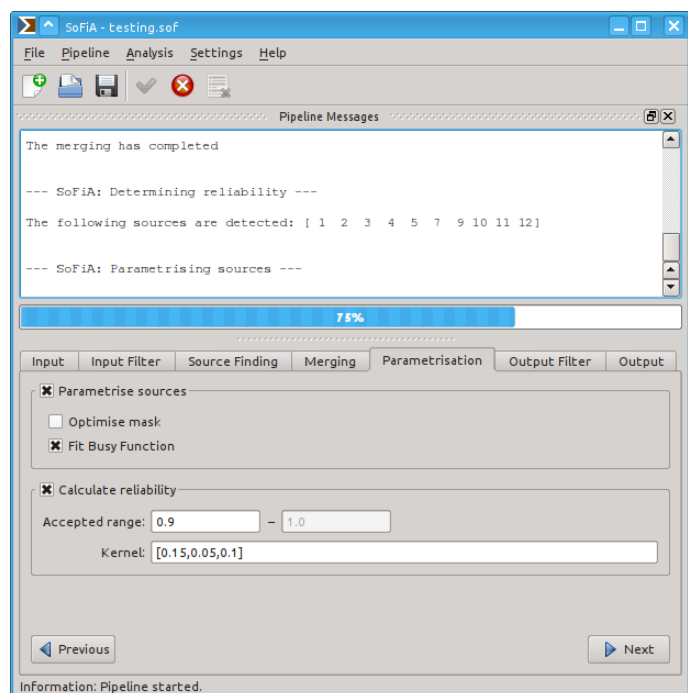 SoFiA - testing.sof
File Pipeline Analysis Settings Help
Pipeline Messages
The merging has completed
--- SoFiA: Determining reliability ---
The following sources are detected: [ 1 2 3 4 5 7 9 10 11 12]
--- SoFiA: Parametrising sources ---
75%
Input Input Filter Source Finding Merging Parametrisation Output Filter Output
Parametrise sources
Optimise mask
Fit Busy Function
Calculate reliability
Accepted range: 0.9 – 1.0
Kernel: [0.15,0.05,0.1]
Previous Next
Information: Pipeline started.